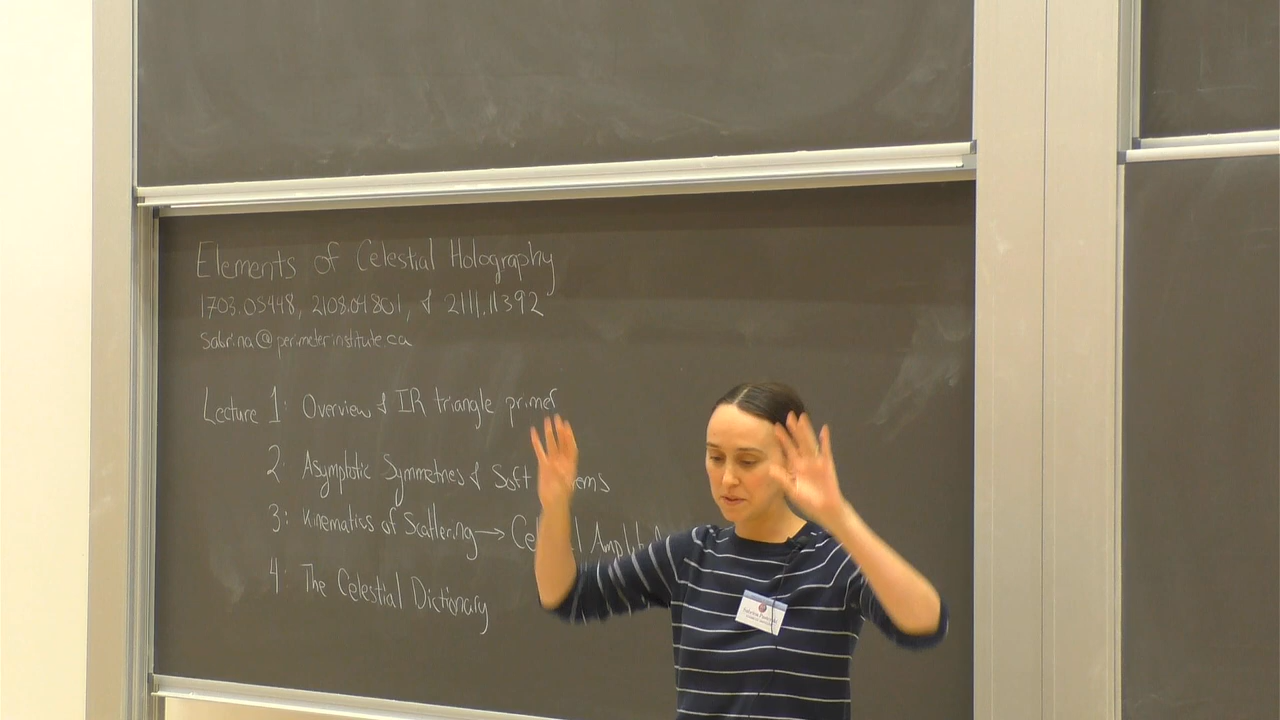 Elements of Celestial Holography
1703.05448, 2108.04801, & 2111.11392
sabrina@perimeterinstitute.ca
Lecture 1: Overview & IR triangle primer
2 Asymptotic Symmetries & Soft
3: Kinematics of Scattering →
4: The Celestial Dictionary
Sabrina